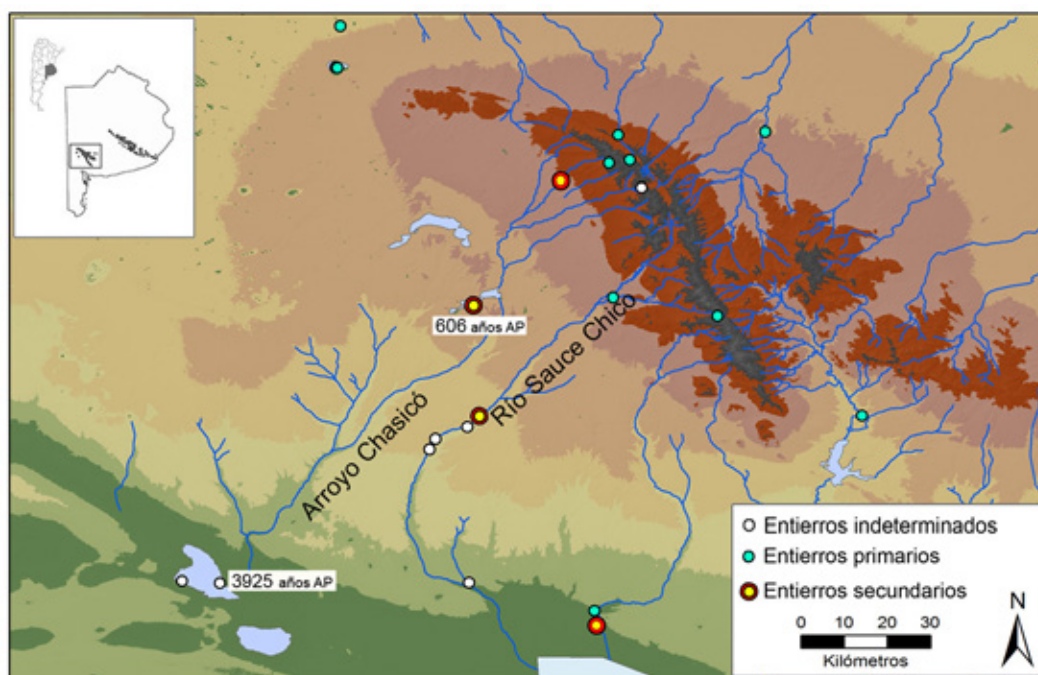 606 años AP
Río Sauce Chico
Arroyo Chasicó
3925 años AP
Entierros indeterminados
Entierros primarios
Entierros secundarios
N
0 10 20 30
Kilómetros